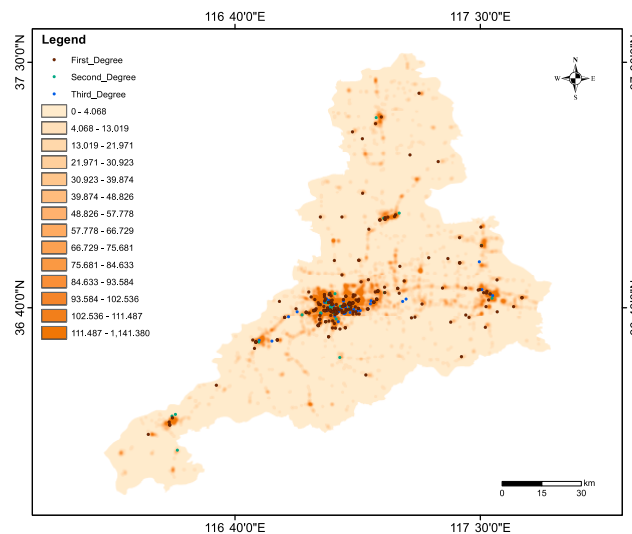 116 40'0"E 117 30'0"E
Legend
First_Degree
Second_Degree
Third_Degree
0 - 4.068
4.068 - 13.019
13.019 - 21.971
21.971 - 30.923
30.923 - 39.874
39.874 - 48.826
48.826 - 57.778
57.778 - 66.729
66.729 - 75.681
75.681 - 84.633
84.633 - 93.584
93.584 - 102.536
102.536 - 111.487
111.487 - 1,141.380
37 30'0"N
36 40'0"N
N
W E
S
km
0 15 30
116 40'0"E 117 30'0"E